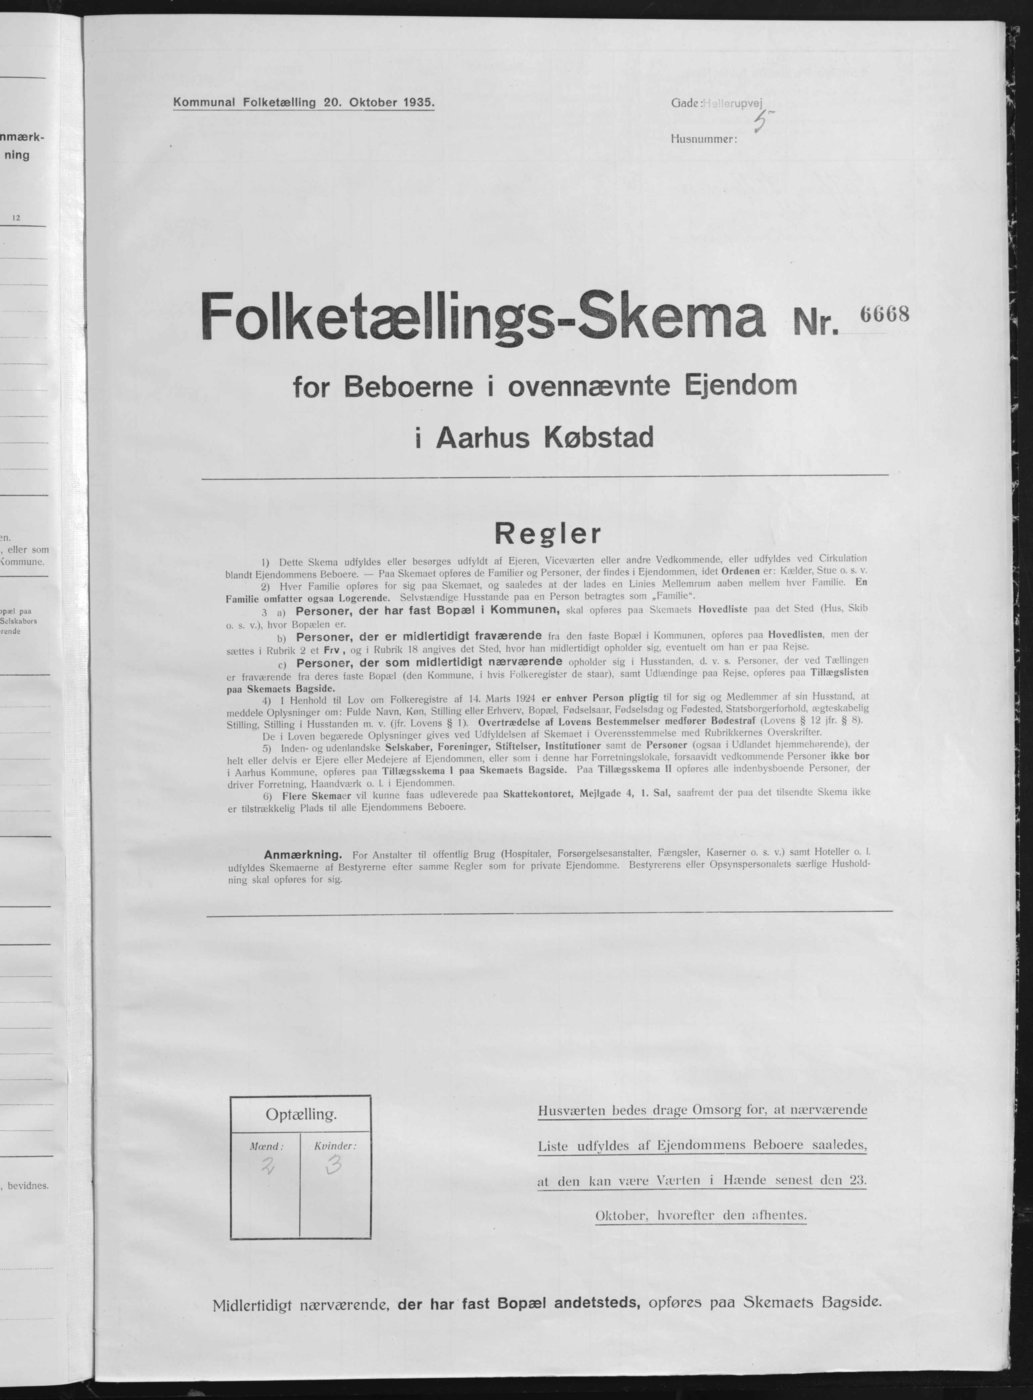 nmærk-
ning
12
en.
, eller som
Kommune.
opæl paa
Selskabers
rende
, bevidnes.
Kommunal Folketælling 20. Oktober 1935.
Gade: Hellerupvej
5
Husnummer:
Folketællings-Skema Nr. 6668
for Beboerne i ovennævnte Ejendom
i Aarhus Købstad
Regler
1) Dette Skema udfyldes eller besørges udfyldt af Ejeren, Viceværten eller andre Vedkommende, eller udfyldes ved Cirkulation
blandt Ejendommens Beboere. — Paa Skemaet opføres de Familier og Personer, der findes i Ejendommen, idet Ordenen er: Kælder, Stue o. s. v.
2) Hver Familie opføres for sig paa Skemaet, og saaledes at der lades en Linies Mellemrum aaben mellem hver Familie. En
Familie omfatter ogsaa Logerende. Selvstændige Husstande paa en Person betragtes som „Familie“.
3 a) Personer, der har fast Bopæl i Kommunen, skal opføres paa Skemaets Hovedliste paa det Sted (Hus, Skib
o. s. v.), hvor Bopælen er.
b) Personer, der er midlertidigt fraværende fra den faste Bopæl i Kommunen, opføres paa Hovedlisten, men der
sættes i Rubrik 2 et Frv, og i Rubrik 18 angives det Sted, hvor han midlertidigt opholder sig, eventuelt om han er paa Rejse.
c) Personer, der som midlertidigt nærværende opholder sig i Husstanden, d. v. s. Personer, der ved Tællingen
er fraværende fra deres faste Bopæl (den Kommune, i hvis Folkeregister de staar), samt Udlændinge paa Rejse, opføres paa Tillægslisten
paa Skemaets Bagside.
4) I Henhold til Lov om Folkeregistre af 14. Marts 1924 er enhver Person pligtig til for sig og Medlemmer af sin Husstand, at
meddele Oplysninger om: Fulde Navn, Køn, Stilling eller Erhverv, Bopæl, Fødselsaar, Fødselsdag og Fødested, Statsborgerforhold, ægteskabelig
Stilling, Stilling i Husstanden m. v. (jfr. Lovens § 1). Overtrædelse af Lovens Bestemmelser medfører Bødestraf (Lovens § 12 jfr. § 8).
De i Loven begærede Oplysninger gives ved Udfyldelsen af Skemaet i Overensstemmelse med Rubrikkernes Overskrifter.
5) Inden- og udenlandske Selskaber, Foreninger, Stiftelser, Institutioner samt de Personer (ogsaa i Udlandet hjemmehørende), der
helt eller delvis er Ejere eller Medejere af Ejendommen, eller som i denne har Forretningslokale, forsaavidt vedkommende Personer ikke bor
i Aarhus Kommune, opføres paa Tillægsskema I paa Skemaets Bagside. Paa Tillægsskema II opføres alle indenbysboende Personer, der
driver Forretning, Haandværk o. l. i Ejendommen.
6) Flere Skemaer vil kunne faas udleverede paa Skattekontoret, Mejlgade 4, 1. Sal, saafremt der paa det tilsendte Skema ikke
er tilstrækkelig Plads til alle Ejendommens Beboere.
Anmærkning. For Anstalter til offentlig Brug (Hospitaler, Forsørgelsesanstalter, Fængsler, Kaserner o. s. v.) samt Hoteller o. l.
udfyldes Skemaerne af Bestyrerne efter samme Regler som for private Ejendomme. Bestyrerens eller Opsynspersonalets særlige Hushold-
ning skal opføres for sig.
Optælling.
Mænd: Kvinder:
2 3
Husværten bedes drage Omsorg for, at nærværende
Liste udfyldes af Ejendommens Beboere saaledes,
at den kan være Værten i Hænde senest den 23.
Oktober, hvorefter den afhentes.
Midlertidigt nærværende, der har fast Bopæl andetsteds, opføres paa Skemaets Bagside.